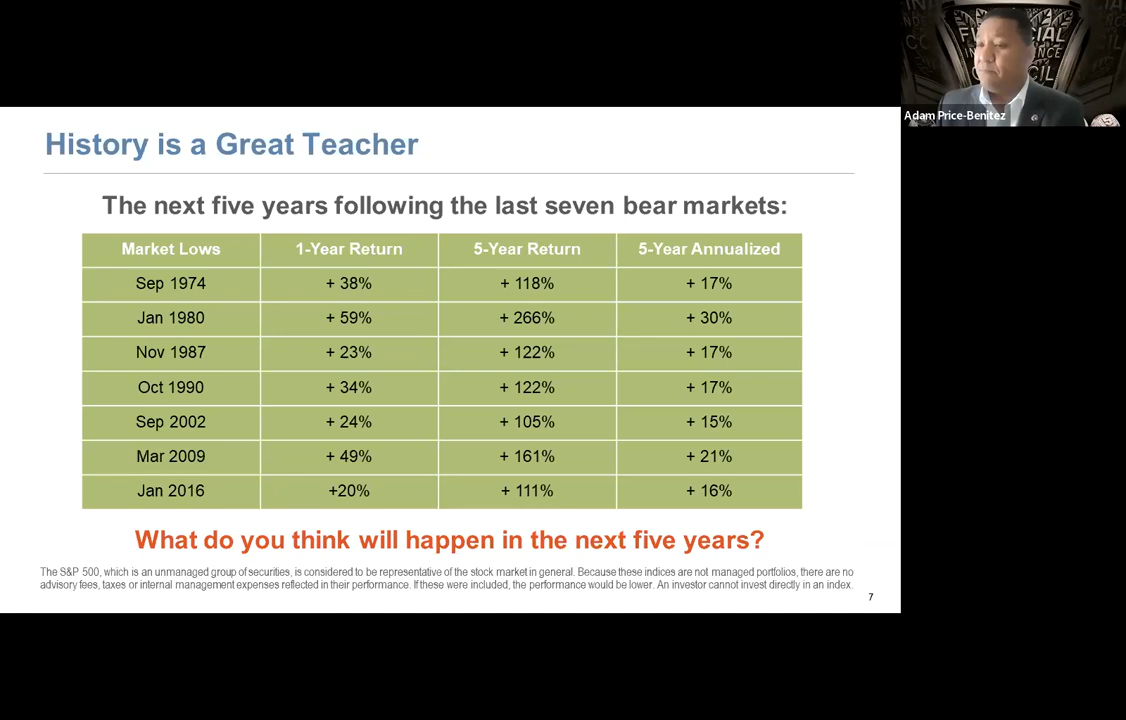 FINANCIAL
COUNCIL
Adam Price-Benitez
History is a Great Teacher
The next five years following the last seven bear markets:
Market Lows 1-Year Return 5-Year Return 5-Year Annualized
Sep 1974 + 38% + 118% + 17%
Jan 1980 + 59% + 266% + 30%
Nov 1987 + 23% + 122% + 17%
Oct 1990 + 34% + 122% + 17%
Sep 2002 + 24% + 105% + 15%
Mar 2009 + 49% + 161% + 21%
Jan 2016 +20% + 111% + 16%
What do you think will happen in the next five years?
The S&P 500, which is an unmanaged group of securities, is considered to be representative of the stock market in general. Because these indices are not managed portfolios, there are no
advisory fees, taxes or internal management expenses reflected in their performance. If these were included, the performance would be lower. An investor cannot invest directly in an index.
7